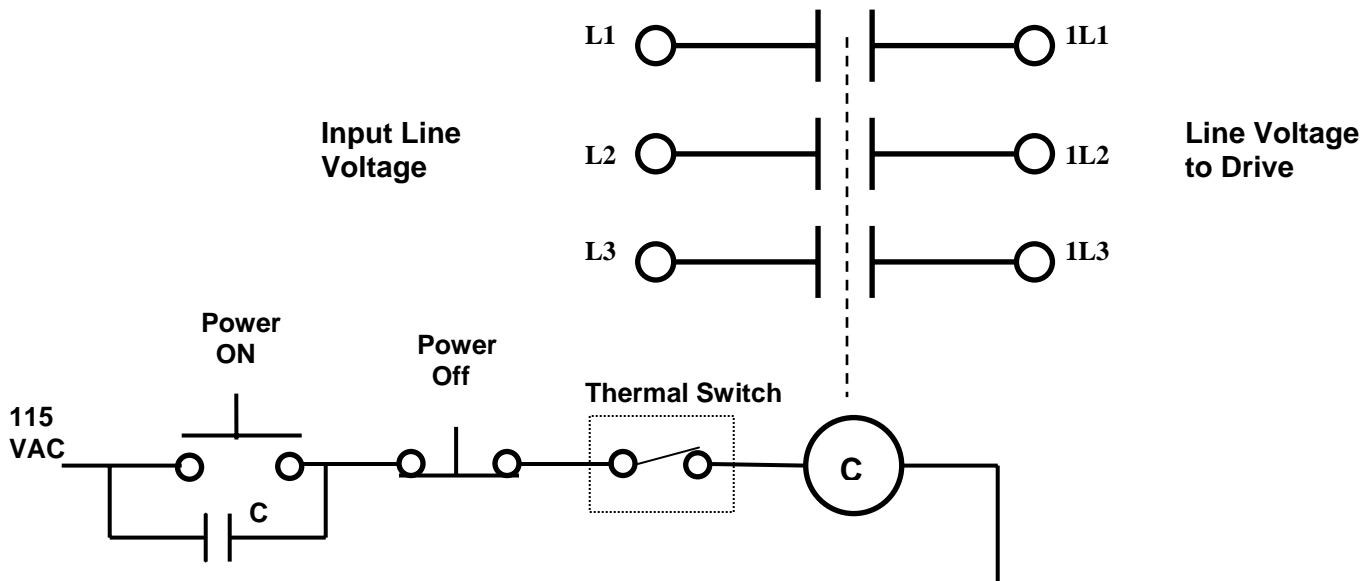 L1
1L1
Input Line
Voltage
L2
1L2
Line Voltage
to Drive
L3
1L3
Power
ON
Power
Off
Thermal Switch
115
VAC
C
C